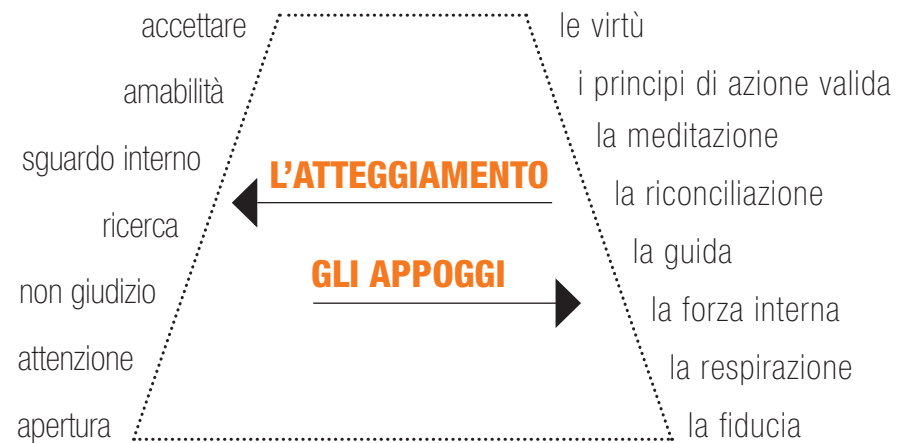 accettare
amabilità
sguardo interno
ricerca
non giudizio
attenzione
apertura
L'ATTEGGIAMENTO
GLI APPOGGI
le virtù
i principi di azione valida
la meditazione
la riconciliazione
la guida
la forza interna
la respirazione
la fiducia